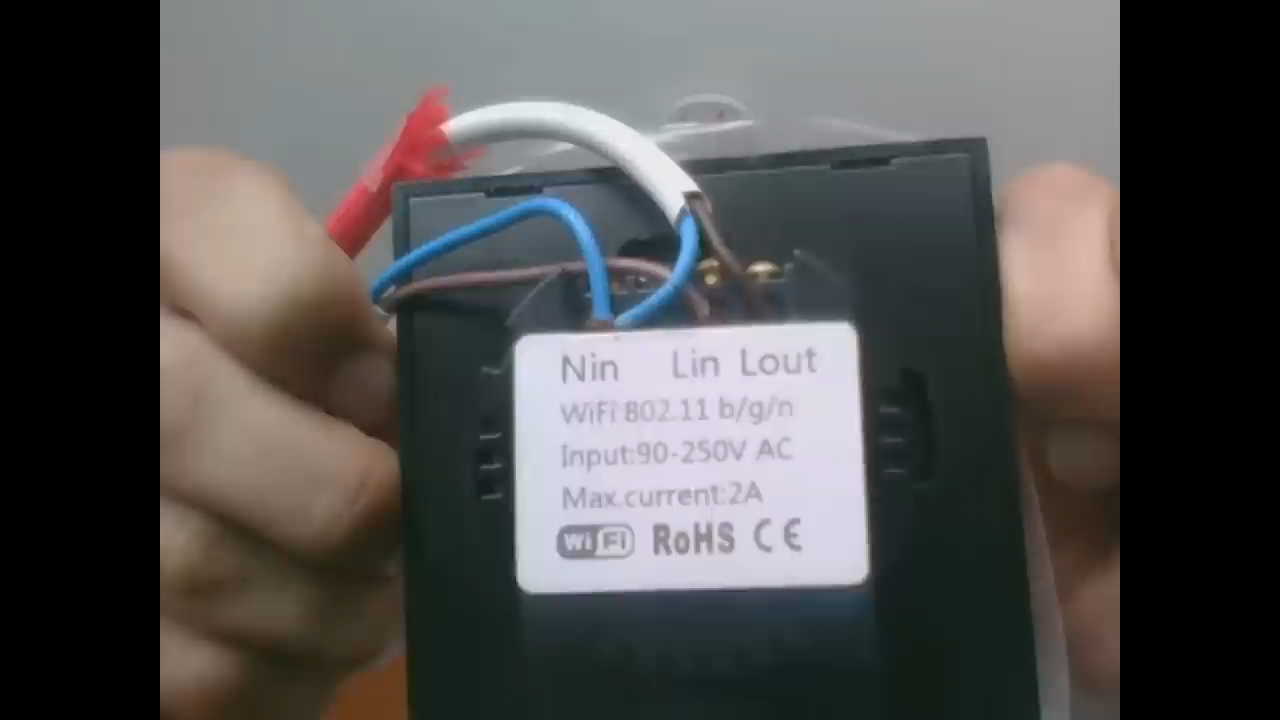 Nin Lin Lout
WiFi:802.11 b/g/n
Input:90-250V AC
Max.current:2A
WiFi RoHS CE